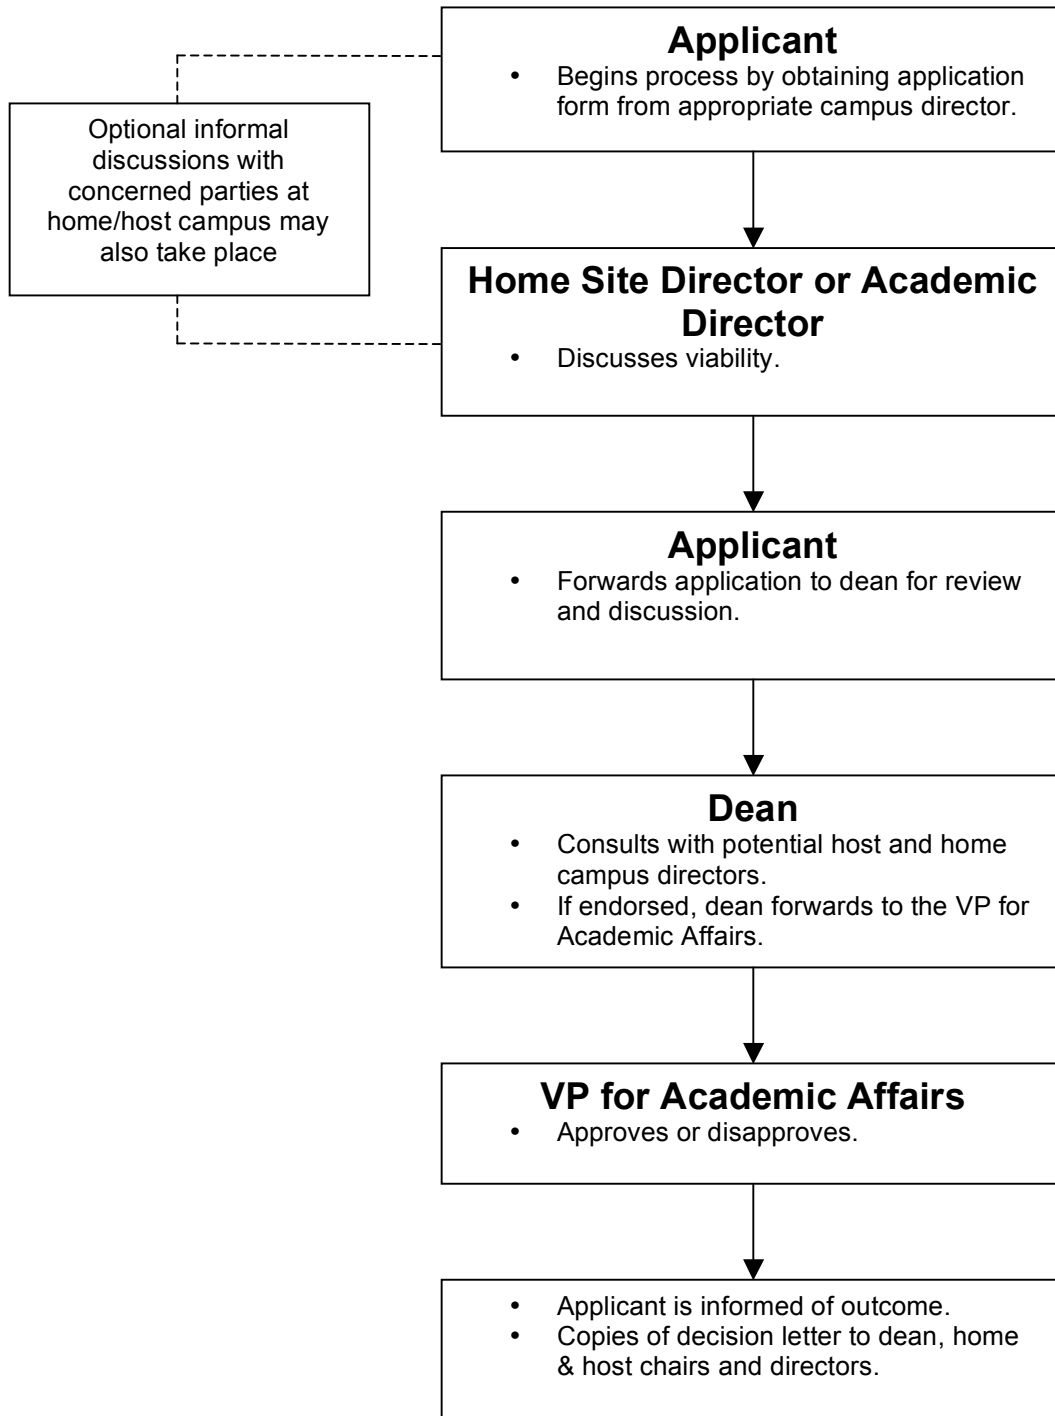 Applicant
• Begins process by obtaining application
form from appropriate campus director.
Optional informal
discussions with
concerned parties at
home/host campus may
also take place
Home Site Director or Academic
Director
• Discusses viability.
Applicant
• Forwards application to dean for review
and discussion.
Dean
• Consults with potential host and home
campus directors.
• If endorsed, dean forwards to the VP for
Academic Affairs.
VP for Academic Affairs
• Approves or disapproves.
• Applicant is informed of outcome.
• Copies of decision letter to dean, home
& host chairs and directors.